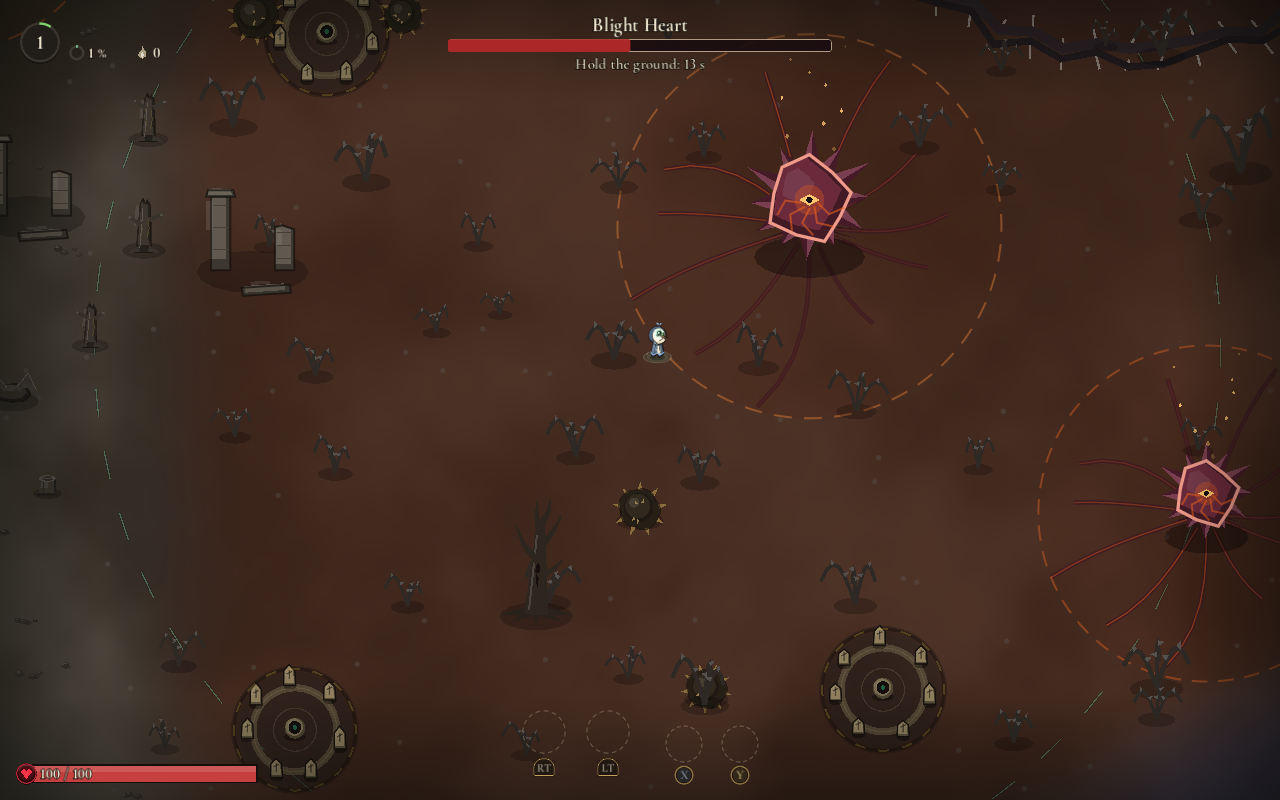 Blight Heart
1
1 %
0
Hold the ground: 13 s
100 / 100
RT
LT
X
Y